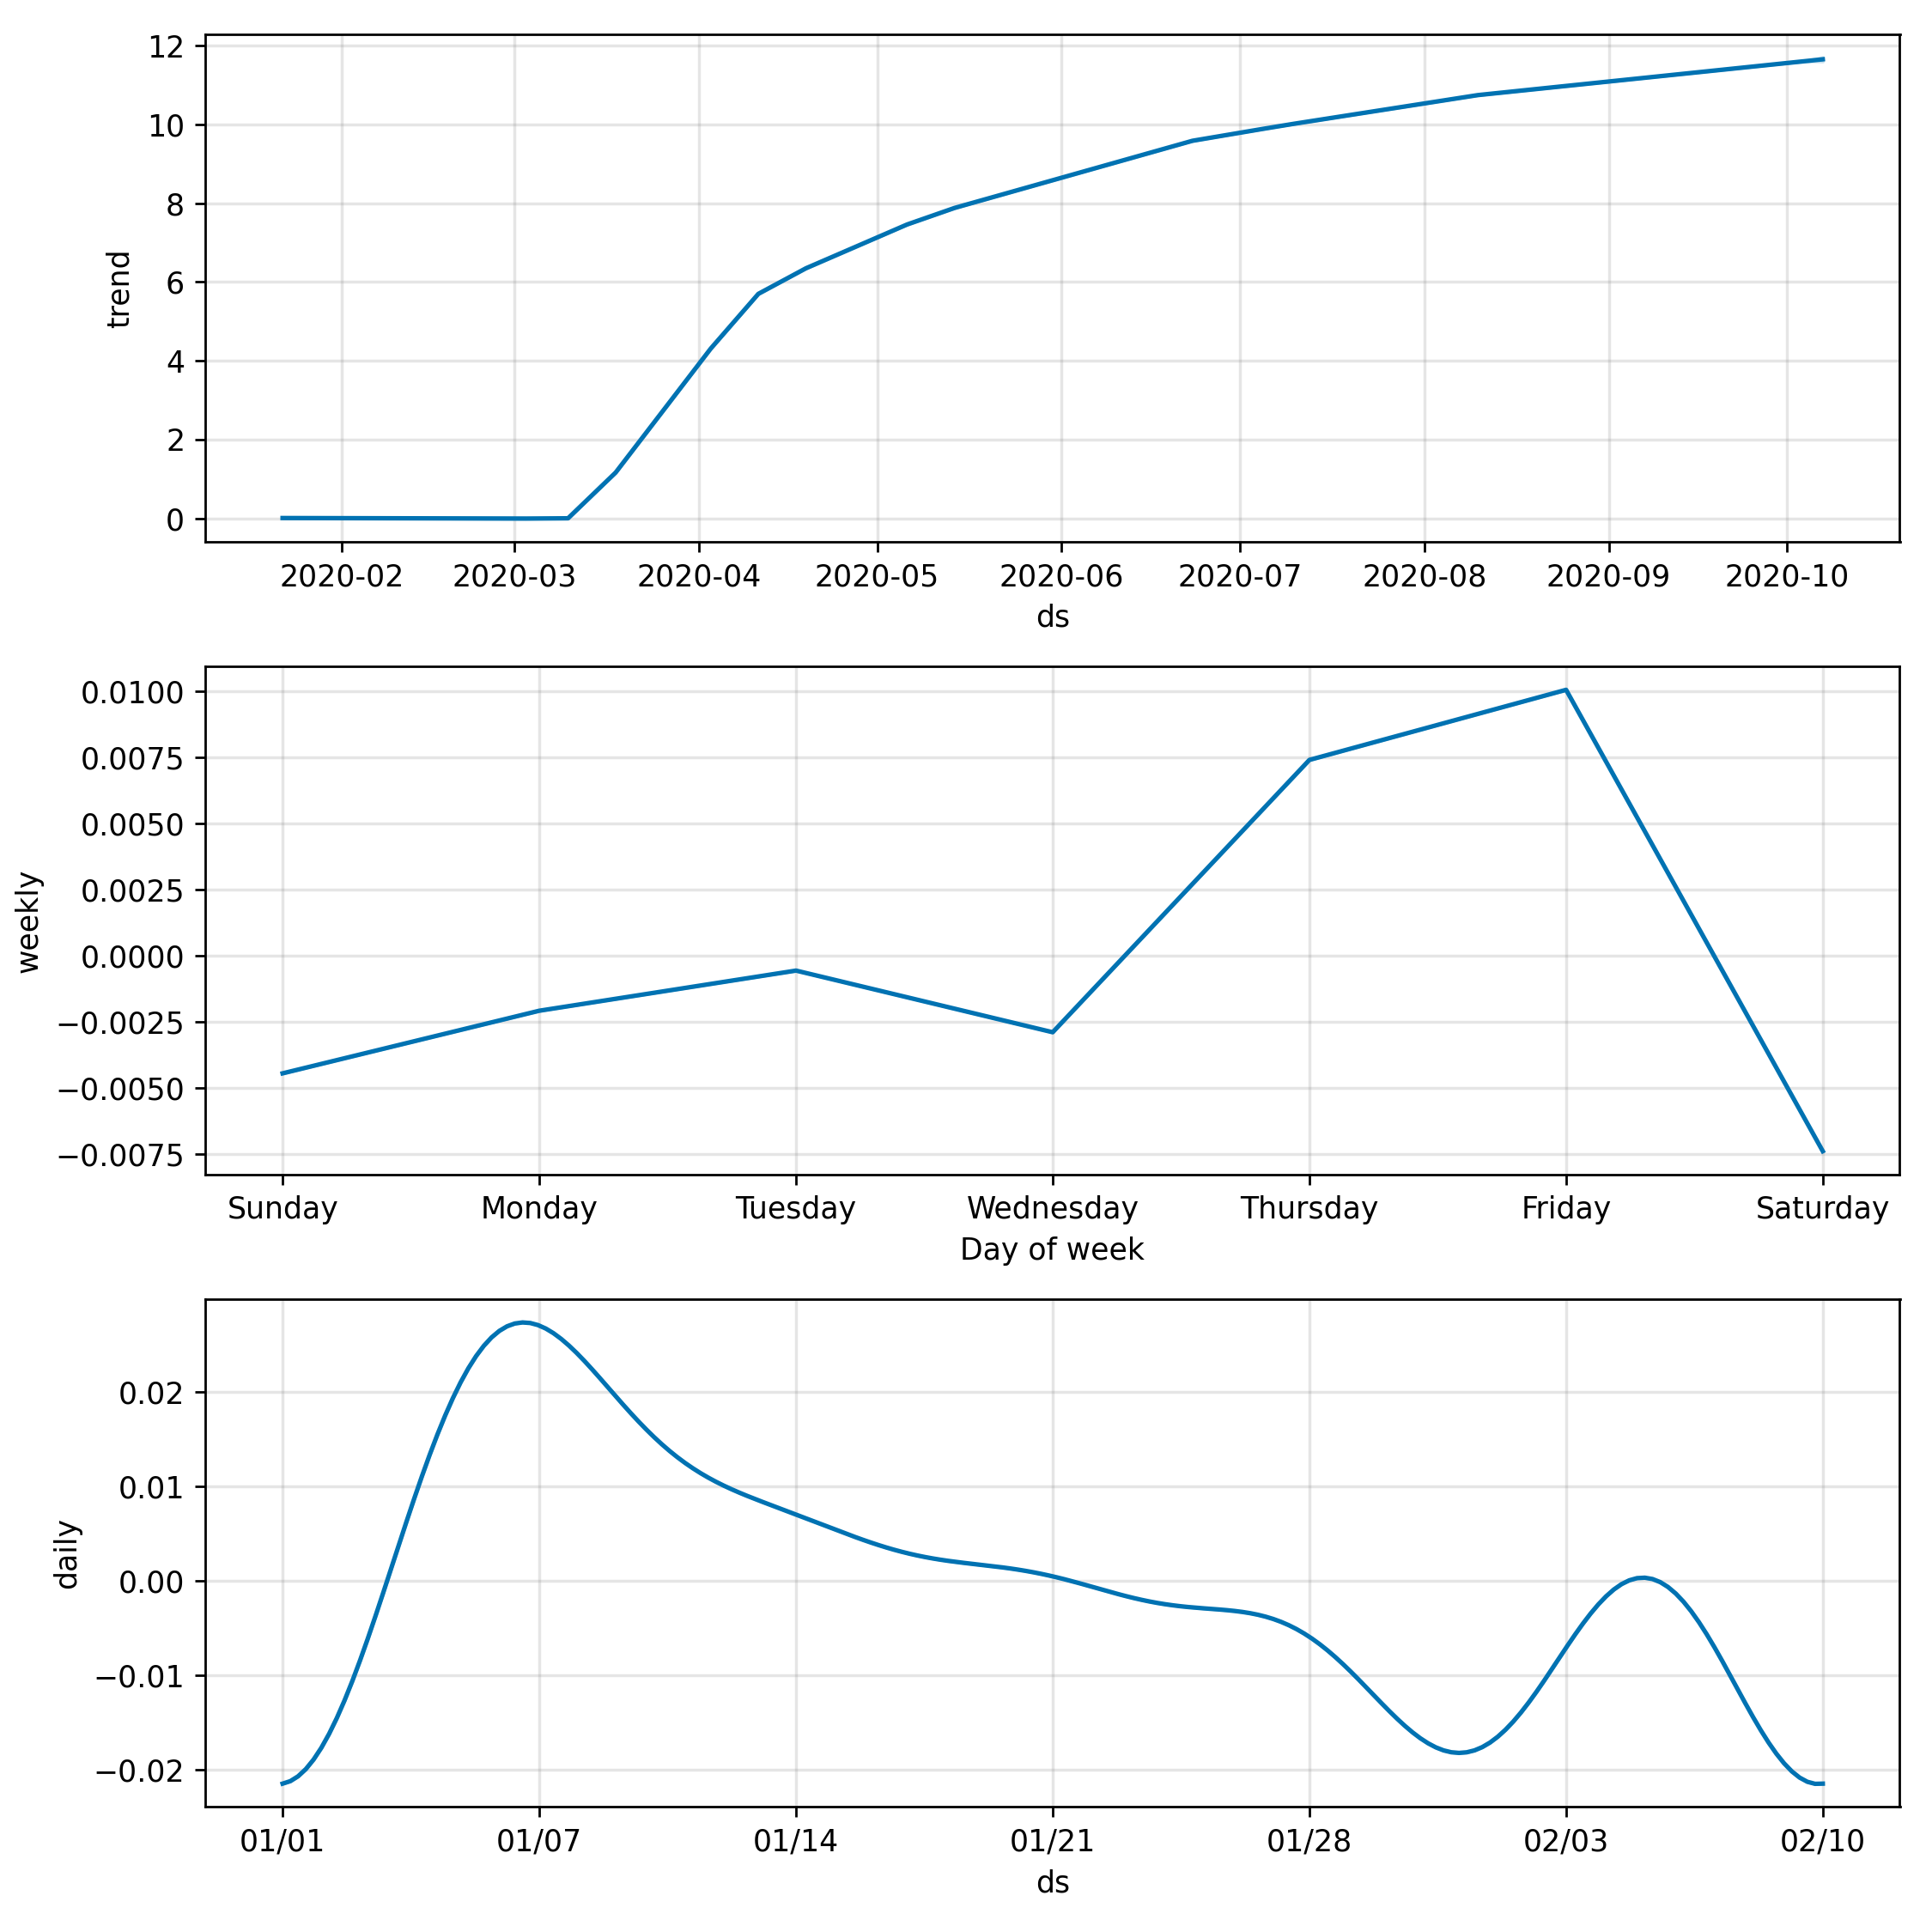 12
10
8
6
4
2
0
trend
2020-02 2020-03 2020-04 2020-05 2020-06 2020-07 2020-08 2020-09 2020-10
ds
0.0100
0.0075
0.0050
0.0025
0.0000
−0.0025
−0.0050
−0.0075
weekly
Sunday Monday Tuesday Wednesday Thursday Friday Saturday
Day of week
0.02
0.01
0.00
−0.01
−0.02
daily
01/01 01/07 01/14 01/21 01/28 02/03 02/10
ds